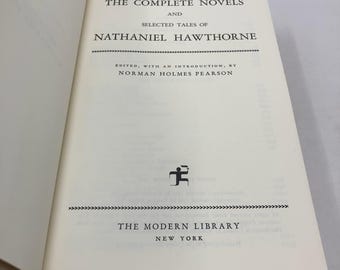 THE COMPLETE NOVELS
AND
SELECTED TALES OF
NATHANIEL HAWTHORNE
EDITED, WITH AN INTRODUCTION, BY
NORMAN HOLMES PEARSON
THE MODERN LIBRARY
NEW YORK